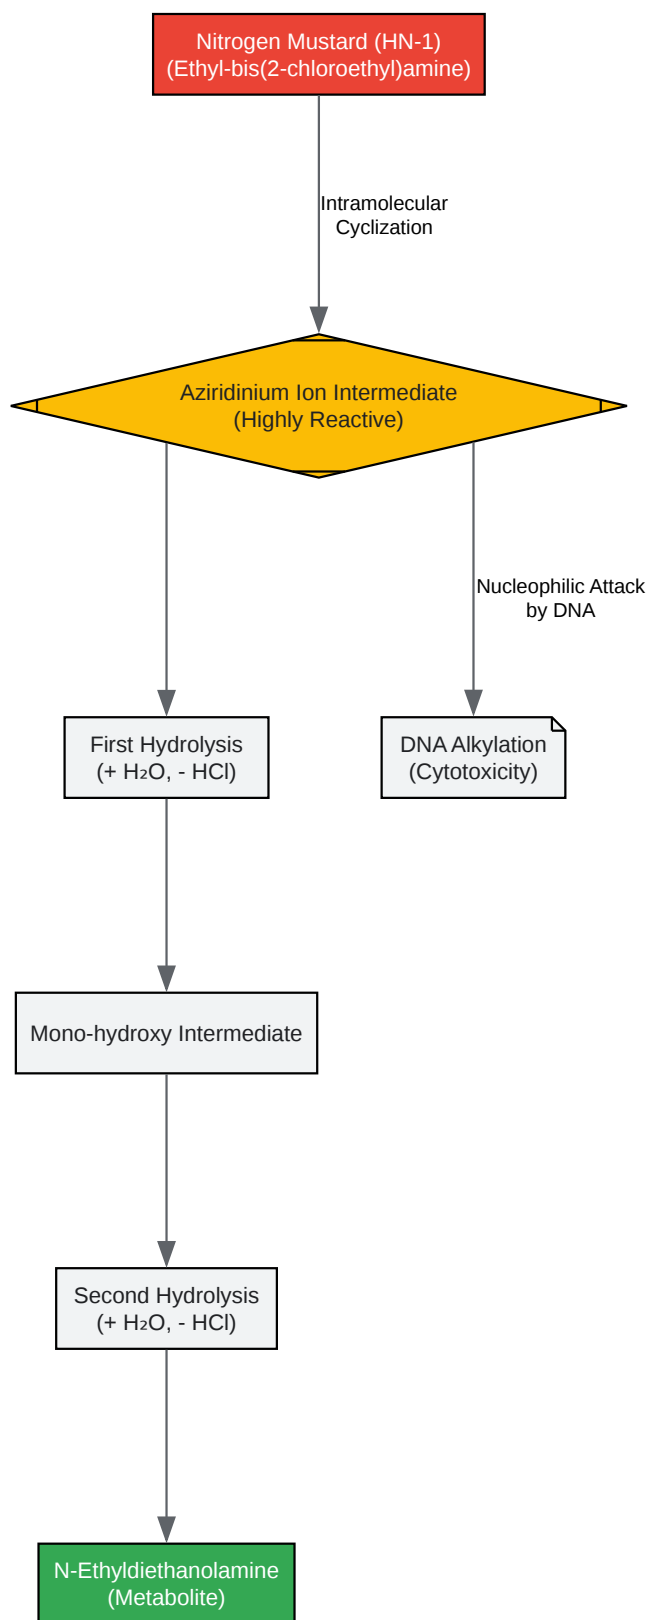 Nitrogen Mustard (HN-1)
(Ethyl-bis(2-chloroethyl)amine)
Intramolecular
Cyclization
Aziridinium Ion Intermediate
(Highly Reactive)
Nucleophilic Attack
by DNA
First Hydrolysis
(+ H₂O, - HCl)
DNA Alkylation
(Cytotoxicity)
Mono-hydroxy Intermediate
Second Hydrolysis
(+ H₂O, - HCl)
N-Ethyldiethanolamine
(Metabolite)